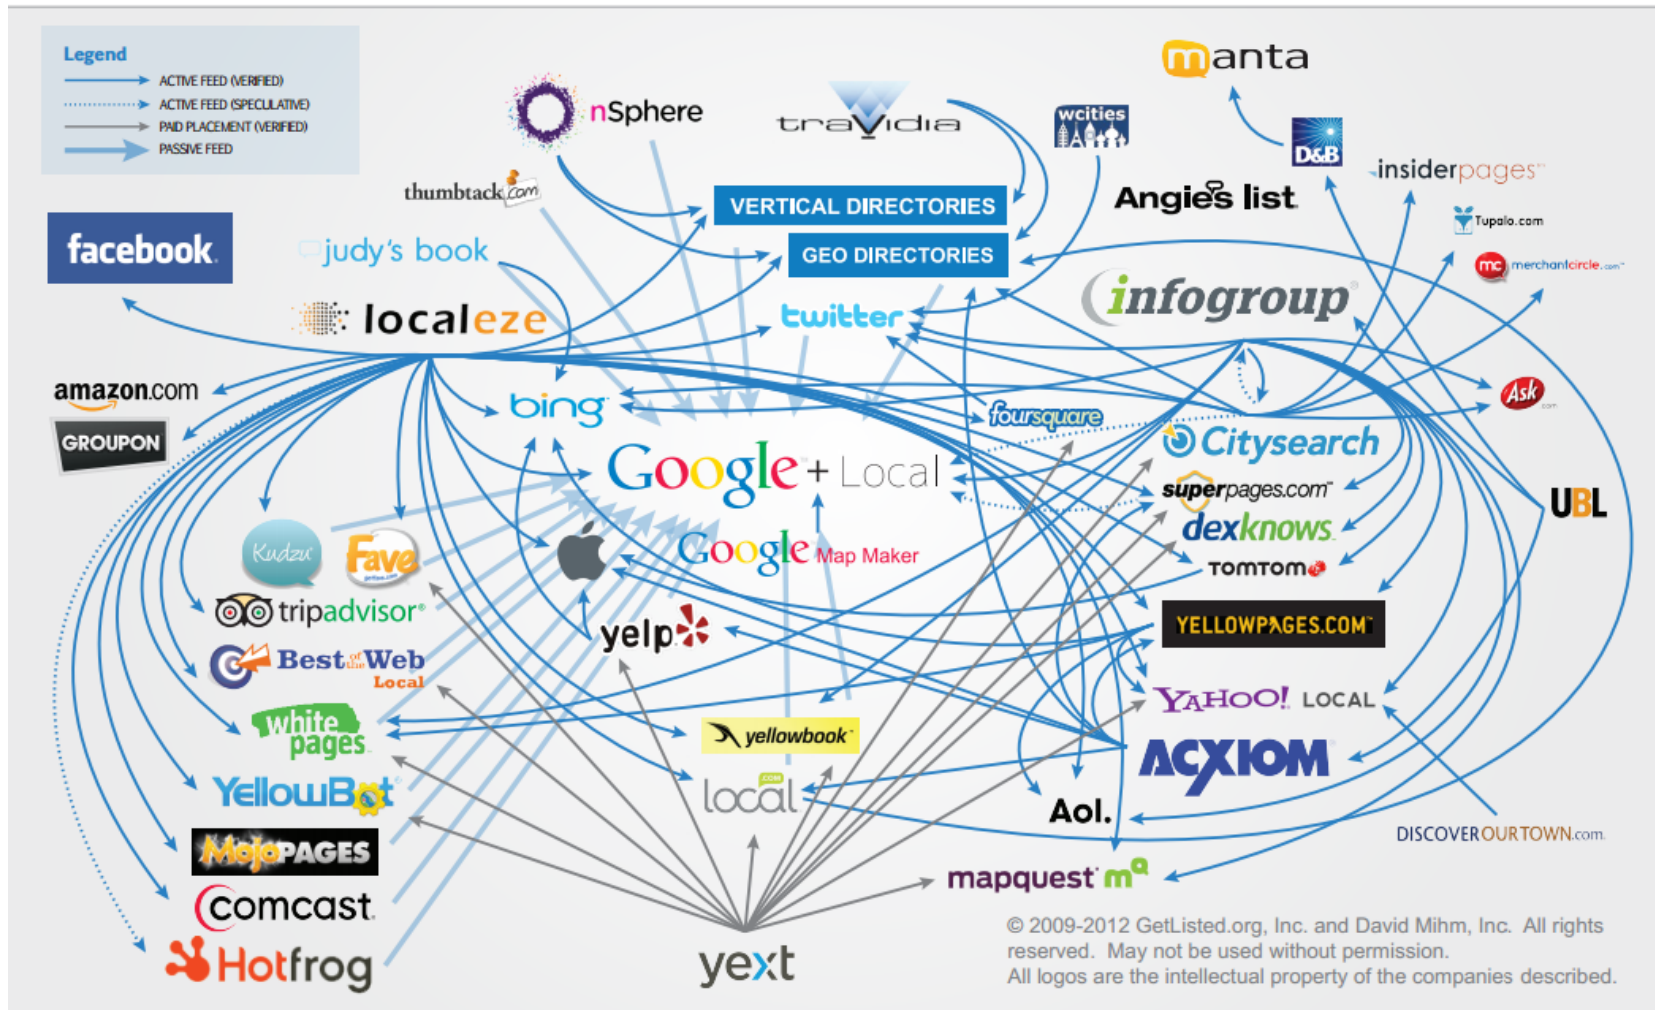 Legend
ACTIVE FEED (VERIFIED)
ACTIVE FEED (SPECULATIVE)
PAID PLACEMENT (VERIFIED)
PASSIVE FEED
nSphere
travidia
wcities
manta
D&B
insiderpages
thumbtack.com
VERTICAL DIRECTORIES
Angie's list
Tupalo.com
facebook
judy's book
GEO DIRECTORIES
mc merchantcircle.com
localeze
twitter
infogroup
amazon.com
bing
foursquare
Ask
.com
GROUPON
Google + Local
Citysearch
superpages.com
UBL
Kudzu
Fave
Google Map Maker
dexknows
TOMTOM
tripadvisor
yelp
YELLOWPAGES.COM
Best of the Web
Local
YAHOO! LOCAL
white
pages
yellowbook
ACXIOM
YELLOWBOT
.COM
local
Aol.
DISCOVEROURTOWN.com
MojoPAGES
mapquest mq
comcast
© 2009-2012 GetListed.org, Inc. and David Mihm, Inc. All rights
reserved. May not be used without permission.
All logos are the intellectual property of the companies described.
Hotfrog
yext